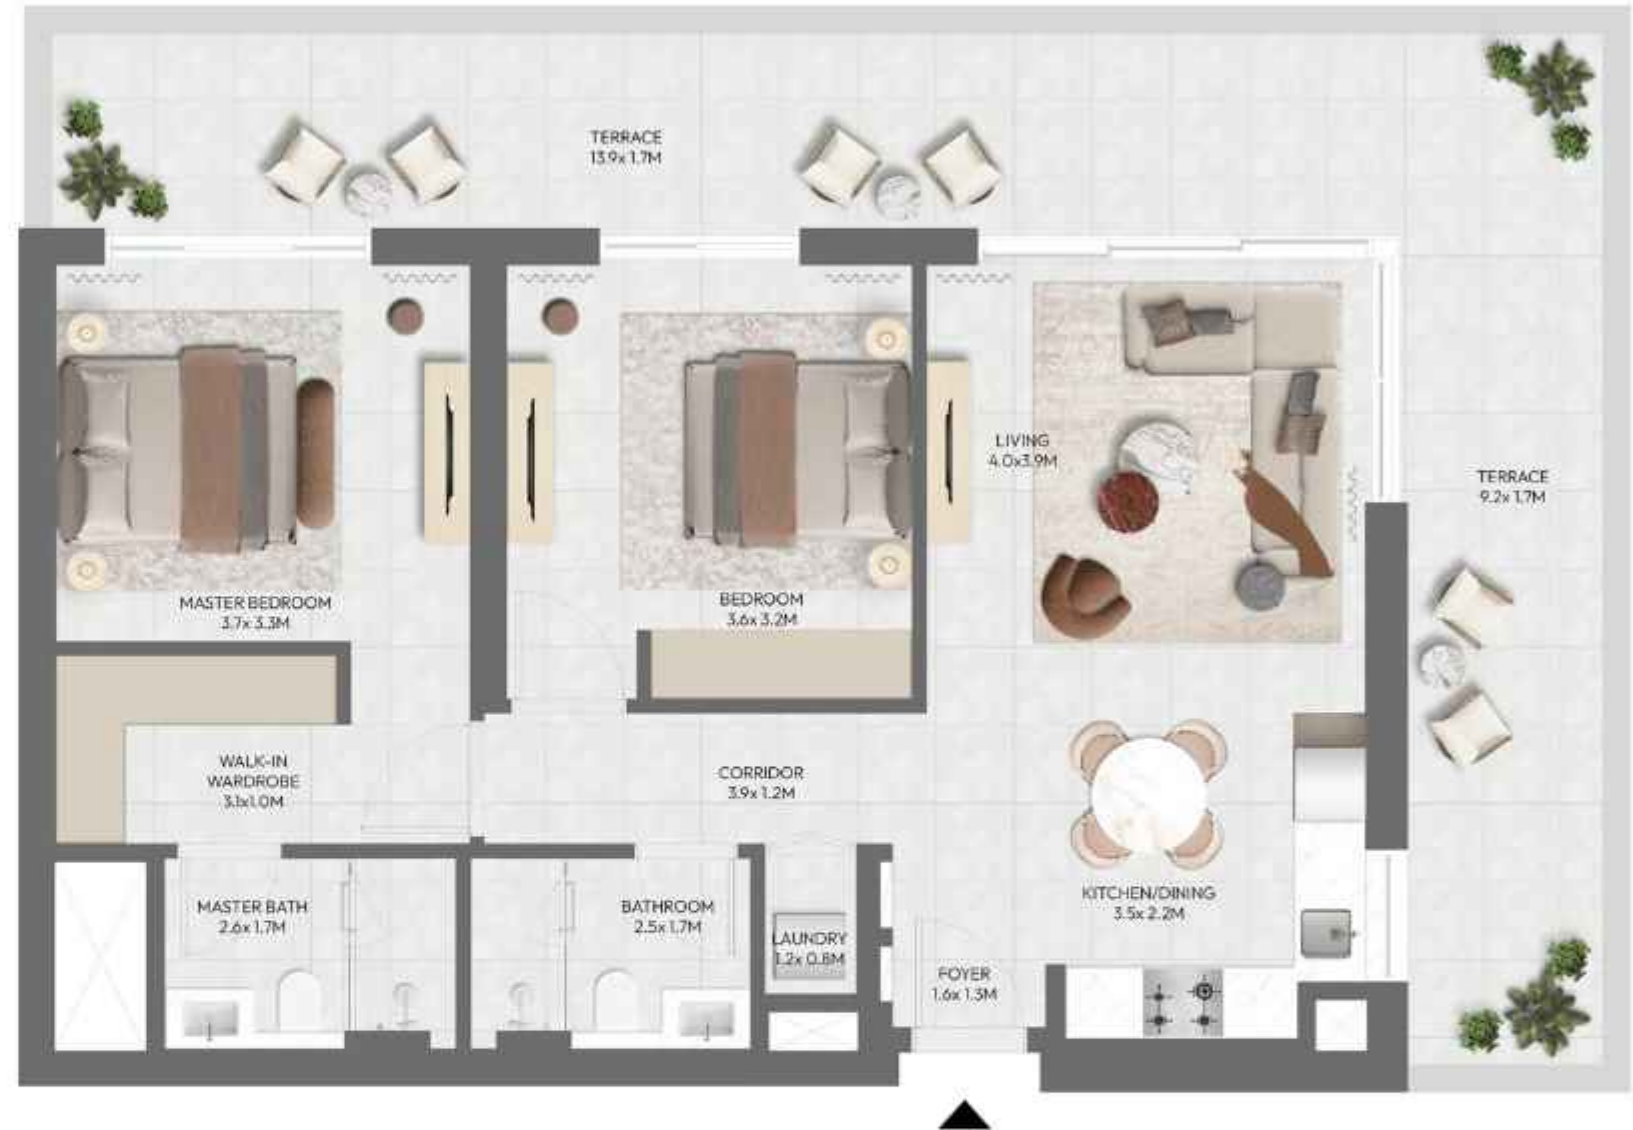 TERRACE
13.9x 1.7M
LIVING
4.0x3.9M
TERRACE
9.2x 1.7M
MASTER BEDROOM
3.7x 3.3M
BEDROOM
3.6x 3.2M
WALK-IN
WARDROBE
3.1x1.0M
CORRIDOR
3.9x 1.2M
MASTER BATH
2.6x 1.7M
BATHROOM
2.5x 1.7M
LAUNDRY
1.2x 0.8M
KITCHEN/DINING
3.5x 2.2M
FOYER
1.6x 1.3M